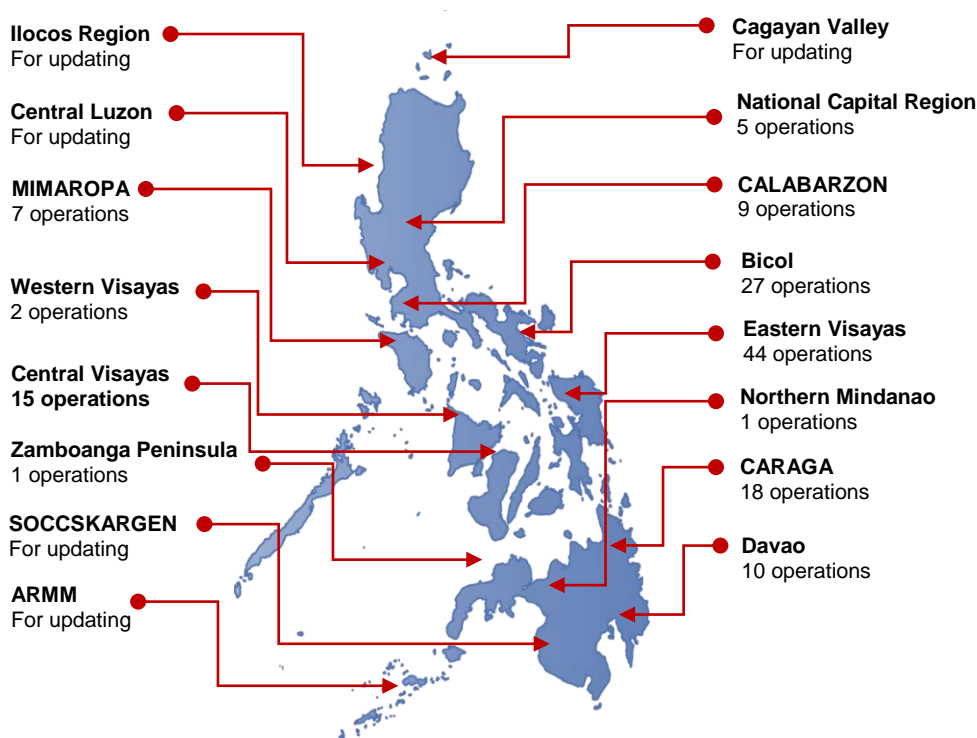 Ilocos Region
For updating
Central Luzon
For updating
MIMAROPA
7 operations
Western Visayas
2 operations
Central Visayas
15 operations
Zamboanga Peninsula
1 operations
SOCCSKARGEN
For updating
ARMM
For updating
Cagayan Valley
For updating
National Capital Region
5 operations
CALABARZON
9 operations
Bicol
27 operations
Eastern Visayas
44 operations
Northern Mindanao
1 operations
CARAGA
18 operations
Davao
10 operations